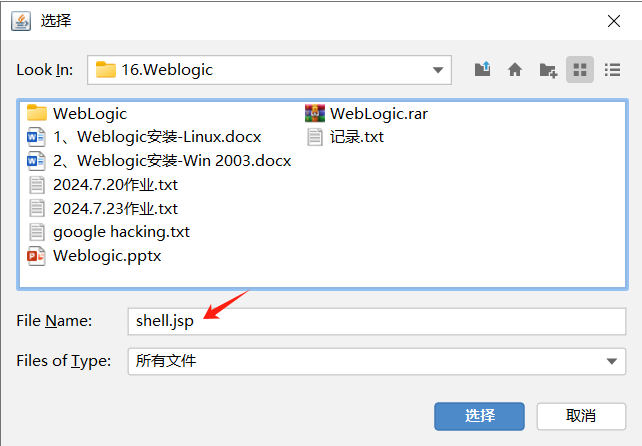 选择
Look In: 16.Weblogic
WebLogic
1、Weblogic安装-Linux.docx
2、Weblogic安装-Win 2003.docx
2024.7.20作业.txt
2024.7.23作业.txt
google hacking.txt
Weblogic.pptx
WebLogic.rar
记录.txt
File Name: shell.jsp
Files of Type: 所有文件
选择 取消